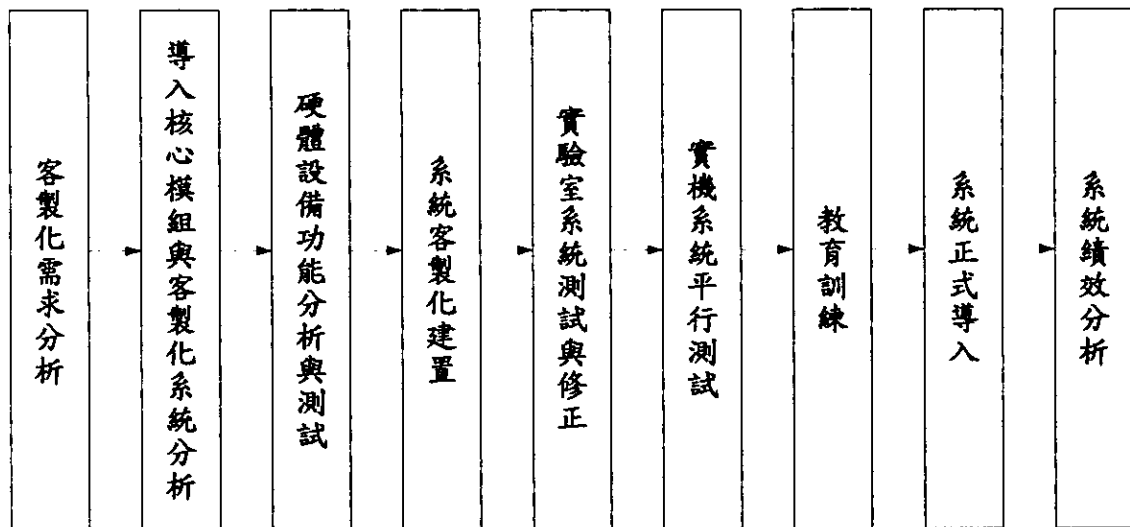 客製化需求分析
導入核心模組與客製化系統分析
硬體設備功能分析與測試
系統客製化建置
實驗室系統測試與修正
實機系統平行測試
教育訓練
系統正式導入
系統績效分析